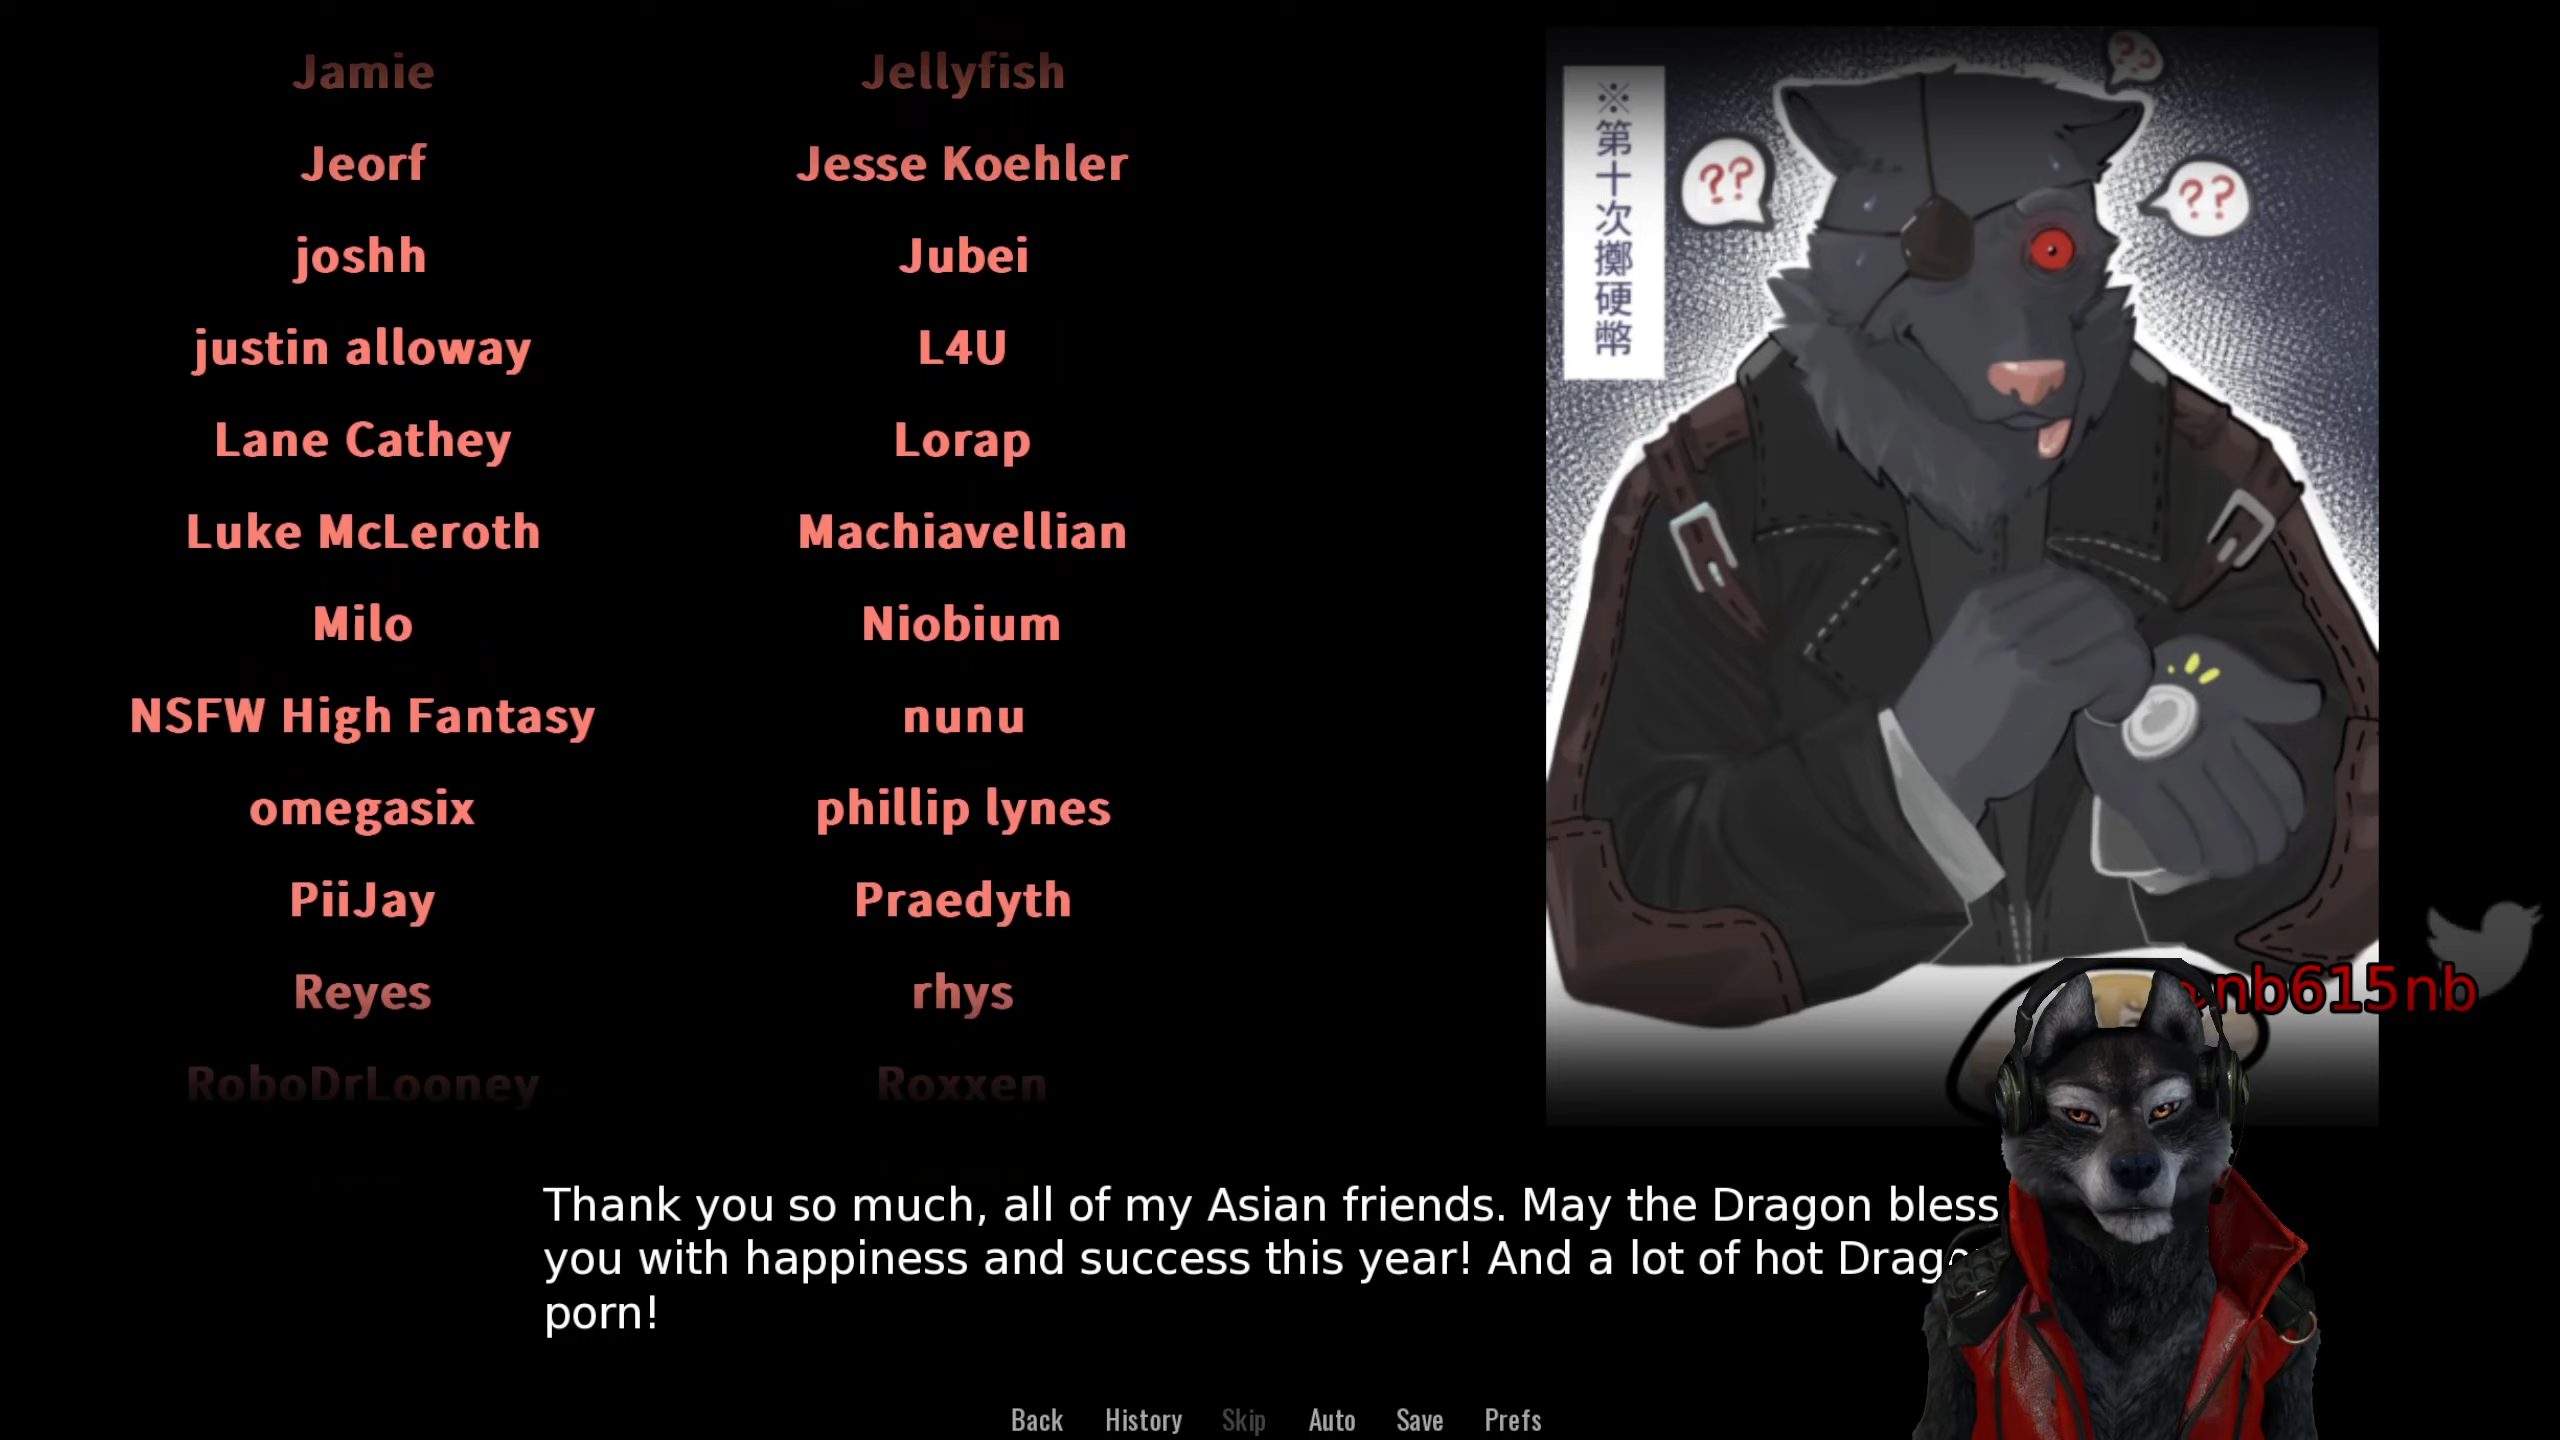 Jamie
Jellyfish
Jeorf
Jesse Koehler
joshh
Jubei
justin alloway
L4U
Lane Cathey
Lorap
Luke McLeroth
Machiavellian
Milo
Niobium
NSFW High Fantasy
nunu
omegasix
phillip lynes
PiiJay
Praedyth
Reyes
rhys
RoboDrLooney
Roxxen
※第十次擲硬幣
??
??
??
nb615nb
Thank you so much, all of my Asian friends. May the Dragon bless
you with happiness and success this year! And a lot of hot
porn!
Back History Skip Auto Save Prefs